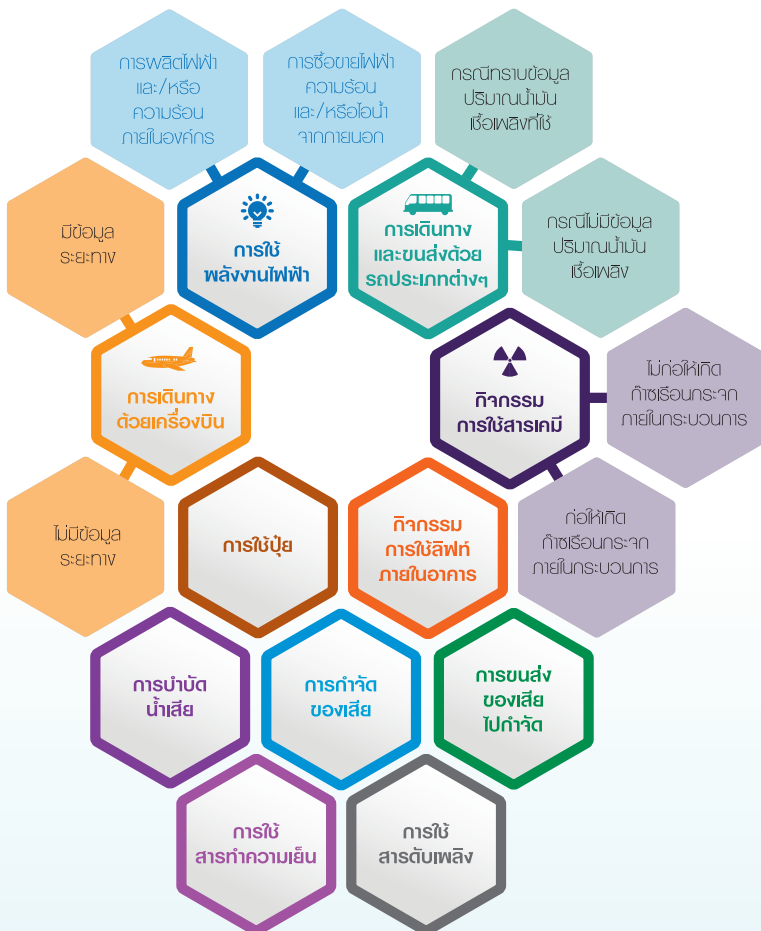 การผลิตไฟฟ้า
และ/หรือ
ความร้อน
ภายในองค์กร
การซื้อขายไฟฟ้า
ความร้อน
และ/หรือไอน้ำ
จากภายนอก
กรณีทราบข้อมูล
ปริมาณน้ำมัน
เชื้อเพลิงที่ใช้
มีข้อมูล
ระยะทาง
การใช้
พลังงานไฟฟ้า
การเดินทาง
และขนส่งด้วย
รถประเภทต่างๆ
กรณีไม่มีข้อมูล
ปริมาณน้ำมัน
เชื้อเพลิง
การเดินทาง
ด้วยเครื่องบิน
กิจกรรม
การใช้สารเคมี
ไม่ก่อให้เกิด
ก๊าซเรือนกระจก
ภายในกระบวนการ
ไม่มีข้อมูล
ระยะทาง
การใช้ปุ๋ย
กิจกรรม
การใช้ลิฟท์
ภายในอาคาร
ก่อให้เกิด
ก๊าซเรือนกระจก
ภายในกระบวนการ
การบำบัด
น้ำเสีย
การกำจัด
ของเสีย
การขนส่ง
ของเสีย
ไปกำจัด
การใช้
สารทำความเย็น
การใช้
สารดับเพลิง